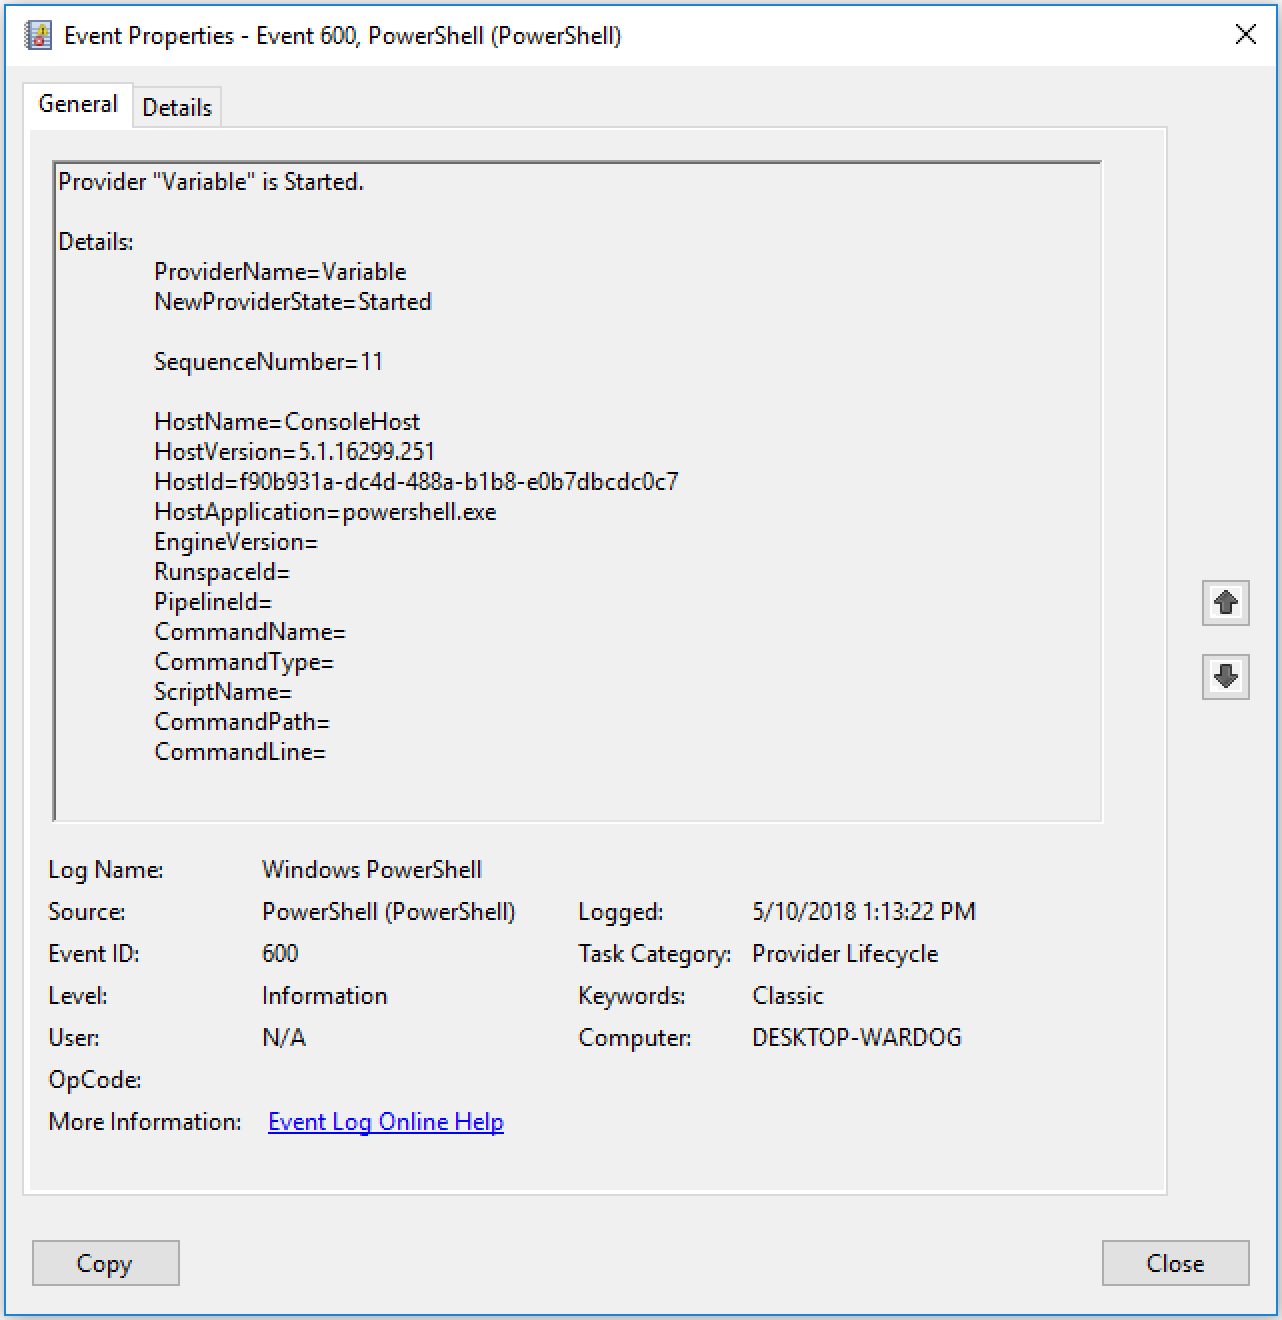 Event Properties - Event 600, PowerShell (PowerShell)
General Details
Provider "Variable" is Started.
Details:
ProviderName=Variable
NewProviderState=Started
SequenceNumber=11
HostName=ConsoleHost
HostVersion=5.1.16299.251
HostId=f90b931a-dc4d-488a-b1b8-e0b7dbcdc0c7
HostApplication=powershell.exe
EngineVersion=
RunspaceId=
PipelineId=
CommandName=
CommandType=
ScriptName=
CommandPath=
CommandLine=
Log Name: Windows PowerShell
Source: PowerShell (PowerShell) Logged: 5/10/2018 1:13:22 PM
Event ID: 600 Task Category: Provider Lifecycle
Level: Information Keywords: Classic
User: N/A Computer: DESKTOP-WARDOG
OpCode:
More Information: Event Log Online Help
Copy Close